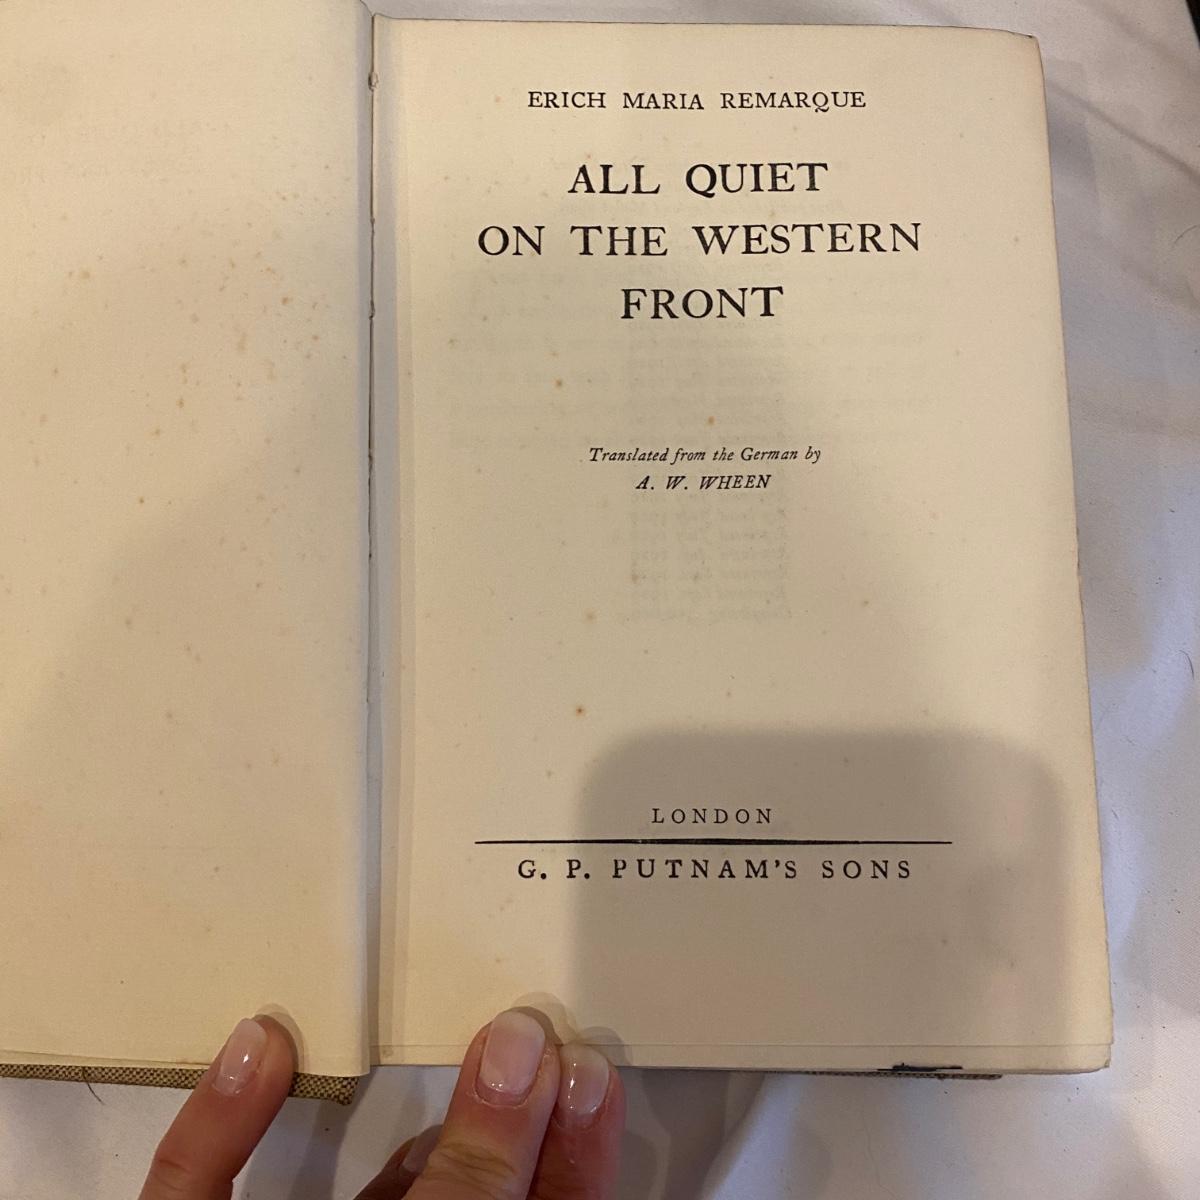 ERICH MARIA REMARQUE
ALL QUIET
ON THE WESTERN
FRONT
Translated from the German by
A. W. WHEEN
LONDON
G. P. PUTNAM'S SONS